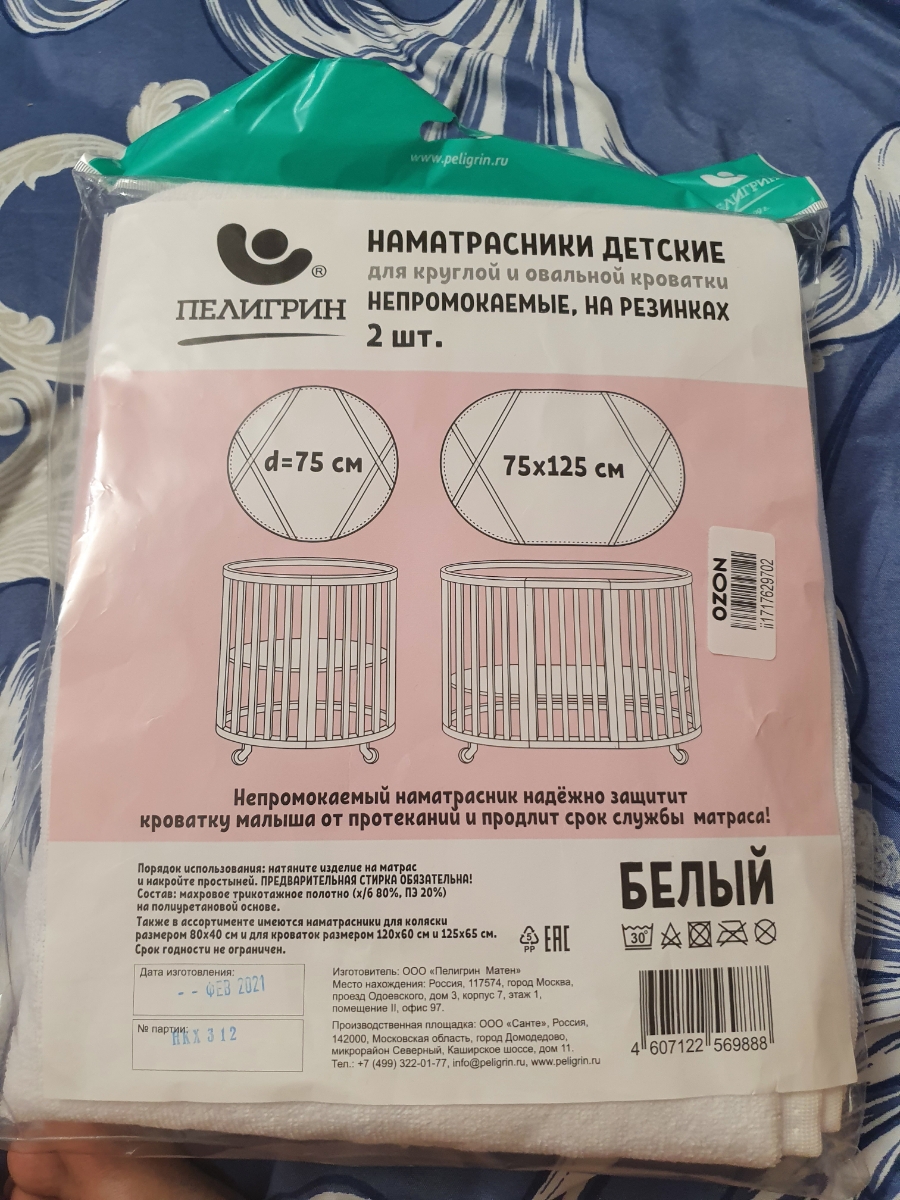 www.peligrin.ru
ПЕЛИГРИН
®
ПЕЛИГРИН
НАМАТРАСНИКИ ДЕТСКИЕ
для круглой и овальной кроватки
НЕПРОМОКАЕМЫЕ, НА РЕЗИНКАХ
2 шт.
d=75 см
75х125 см
OZON
ii1717629702
Непромокаемый наматрасник надёжно защитит
кроватку малыша от протеканий и продлит срок службы матраса!
Порядок использования: натяните изделие на матрас
и накройте простыней. ПРЕДВАРИТЕЛЬНАЯ СТИРКА ОБЯЗАТЕЛЬНА!
Состав: махровое трикотажное полотно (х/б 80%, ПЭ 20%)
на полиуретановой основе.
Также в ассортименте имеются наматрасники для коляски
размером 80х40 см и для кроваток размером 120х60 см и 125х65 см.
Срок годности не ограничен.
5
PP
EAC
БЕЛЫЙ
30°
Дата изготовления:
- - ФЕВ 2021
№ партии:
НКХ 312
Изготовитель: ООО «Пелигрин Матен»
Место нахождения: Россия, 117574, город Москва,
проезд Одоевского, дом 3, корпус 7, этаж 1,
помещение II, офис 97.
Производственная площадка: ООО «Санте», Россия,
142000, Московская область, город Домодедово,
микрорайон Северный, Каширское шоссе, дом 11.
Тел.: +7 (499) 322-01-77, info@peligrin.ru, www.peligrin.ru
4 607122 569888